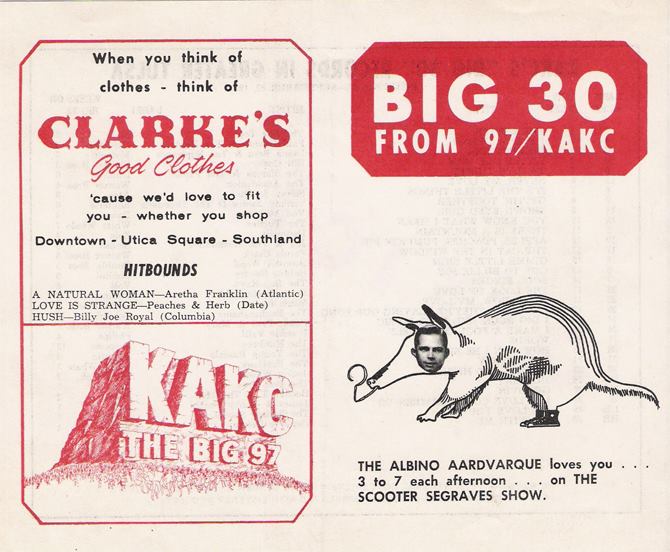 When you think of
clothes - think of
CLARKE'S
Good Clothes
'cause we'd love to fit
you - whether you shop
Downtown - Utica Square - Southland
HITBOUNDS
A NATURAL WOMAN—Aretha Franklin (Atlantic)
LOVE IS STRANGE—Peaches & Herb (Date)
HUSH—Billy Joe Royal (Columbia)
KAKC
THE BIG 97
BIG 30
FROM 97/KAKC
THE ALBINO AARDVARQUE loves you . . .
3 to 7 each afternoon . . . on THE
SCOOTER SEGRAVES SHOW.